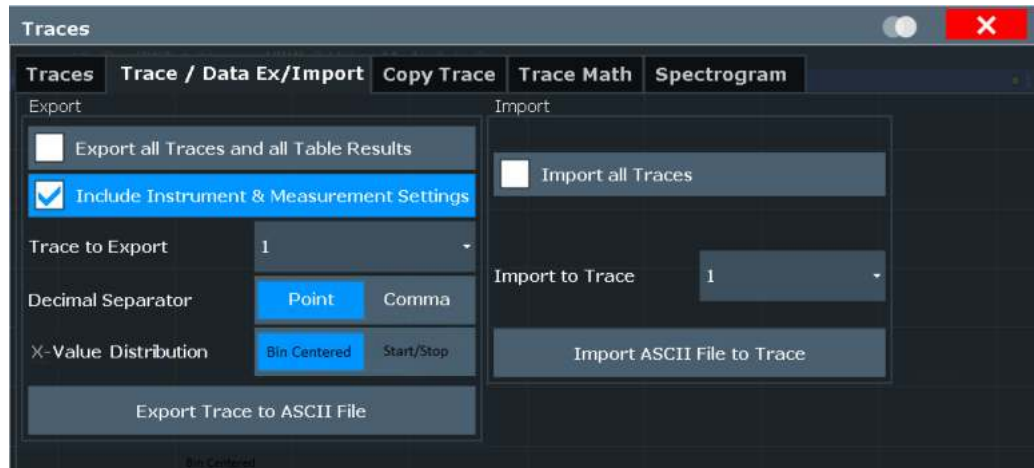 Traces
Traces Trace / Data Ex/Import Copy Trace Trace Math Spectrogram
Export
Export all Traces and all Table Results
Include Instrument & Measurement Settings
Trace to Export 1
Decimal Separator Point Comma
X-Value Distribution Bin Centered Start/Stop
Export Trace to ASCII File
Import
Import all Traces
Import to Trace 1
Import ASCII File to Trace
Bin Centered